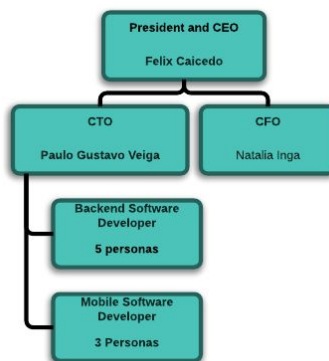 President and CEO
Felix Caicedo
CTO
Paulo Gustavo Veiga
CFO
Natalia Inga
Backend Software
Developer
5 personas
Mobile Software
Developer
3 Personas